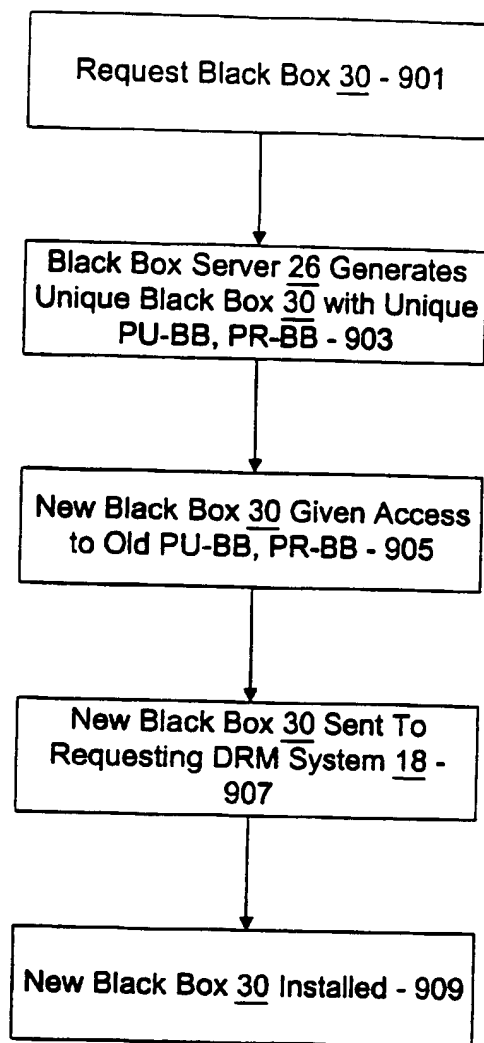 Request Black Box 30 - 901
Black Box Server 26 Generates
Unique Black Box 30 with Unique
PU-BB, PR-BB - 903
New Black Box 30 Given Access
to Old PU-BB, PR-BB - 905
New Black Box 30 Sent To
Requesting DRM System 18 -
907
New Black Box 30 Installed - 909